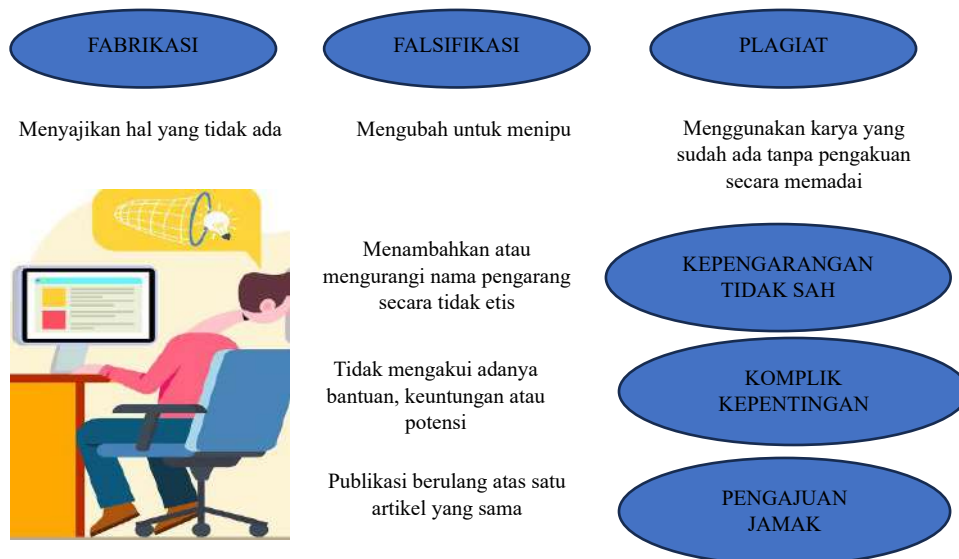 FABRIKASI
FALSIFIKASI
PLAGIAT
Menyajikan hal yang tidak ada
Mengubah untuk menipu
Menggunakan karya yang
sudah ada tanpa pengakuan
secara memadai
Menambahkan atau
mengurangi nama pengarang
secara tidak etis
KEPENGARANGAN
TIDAK SAH
Tidak mengakui adanya
bantuan, keuntungan atau
potensi
KOMPLIK
KEPENTINGAN
Publikasi berulang atas satu
artikel yang sama
PENGAJUAN
JAMAK